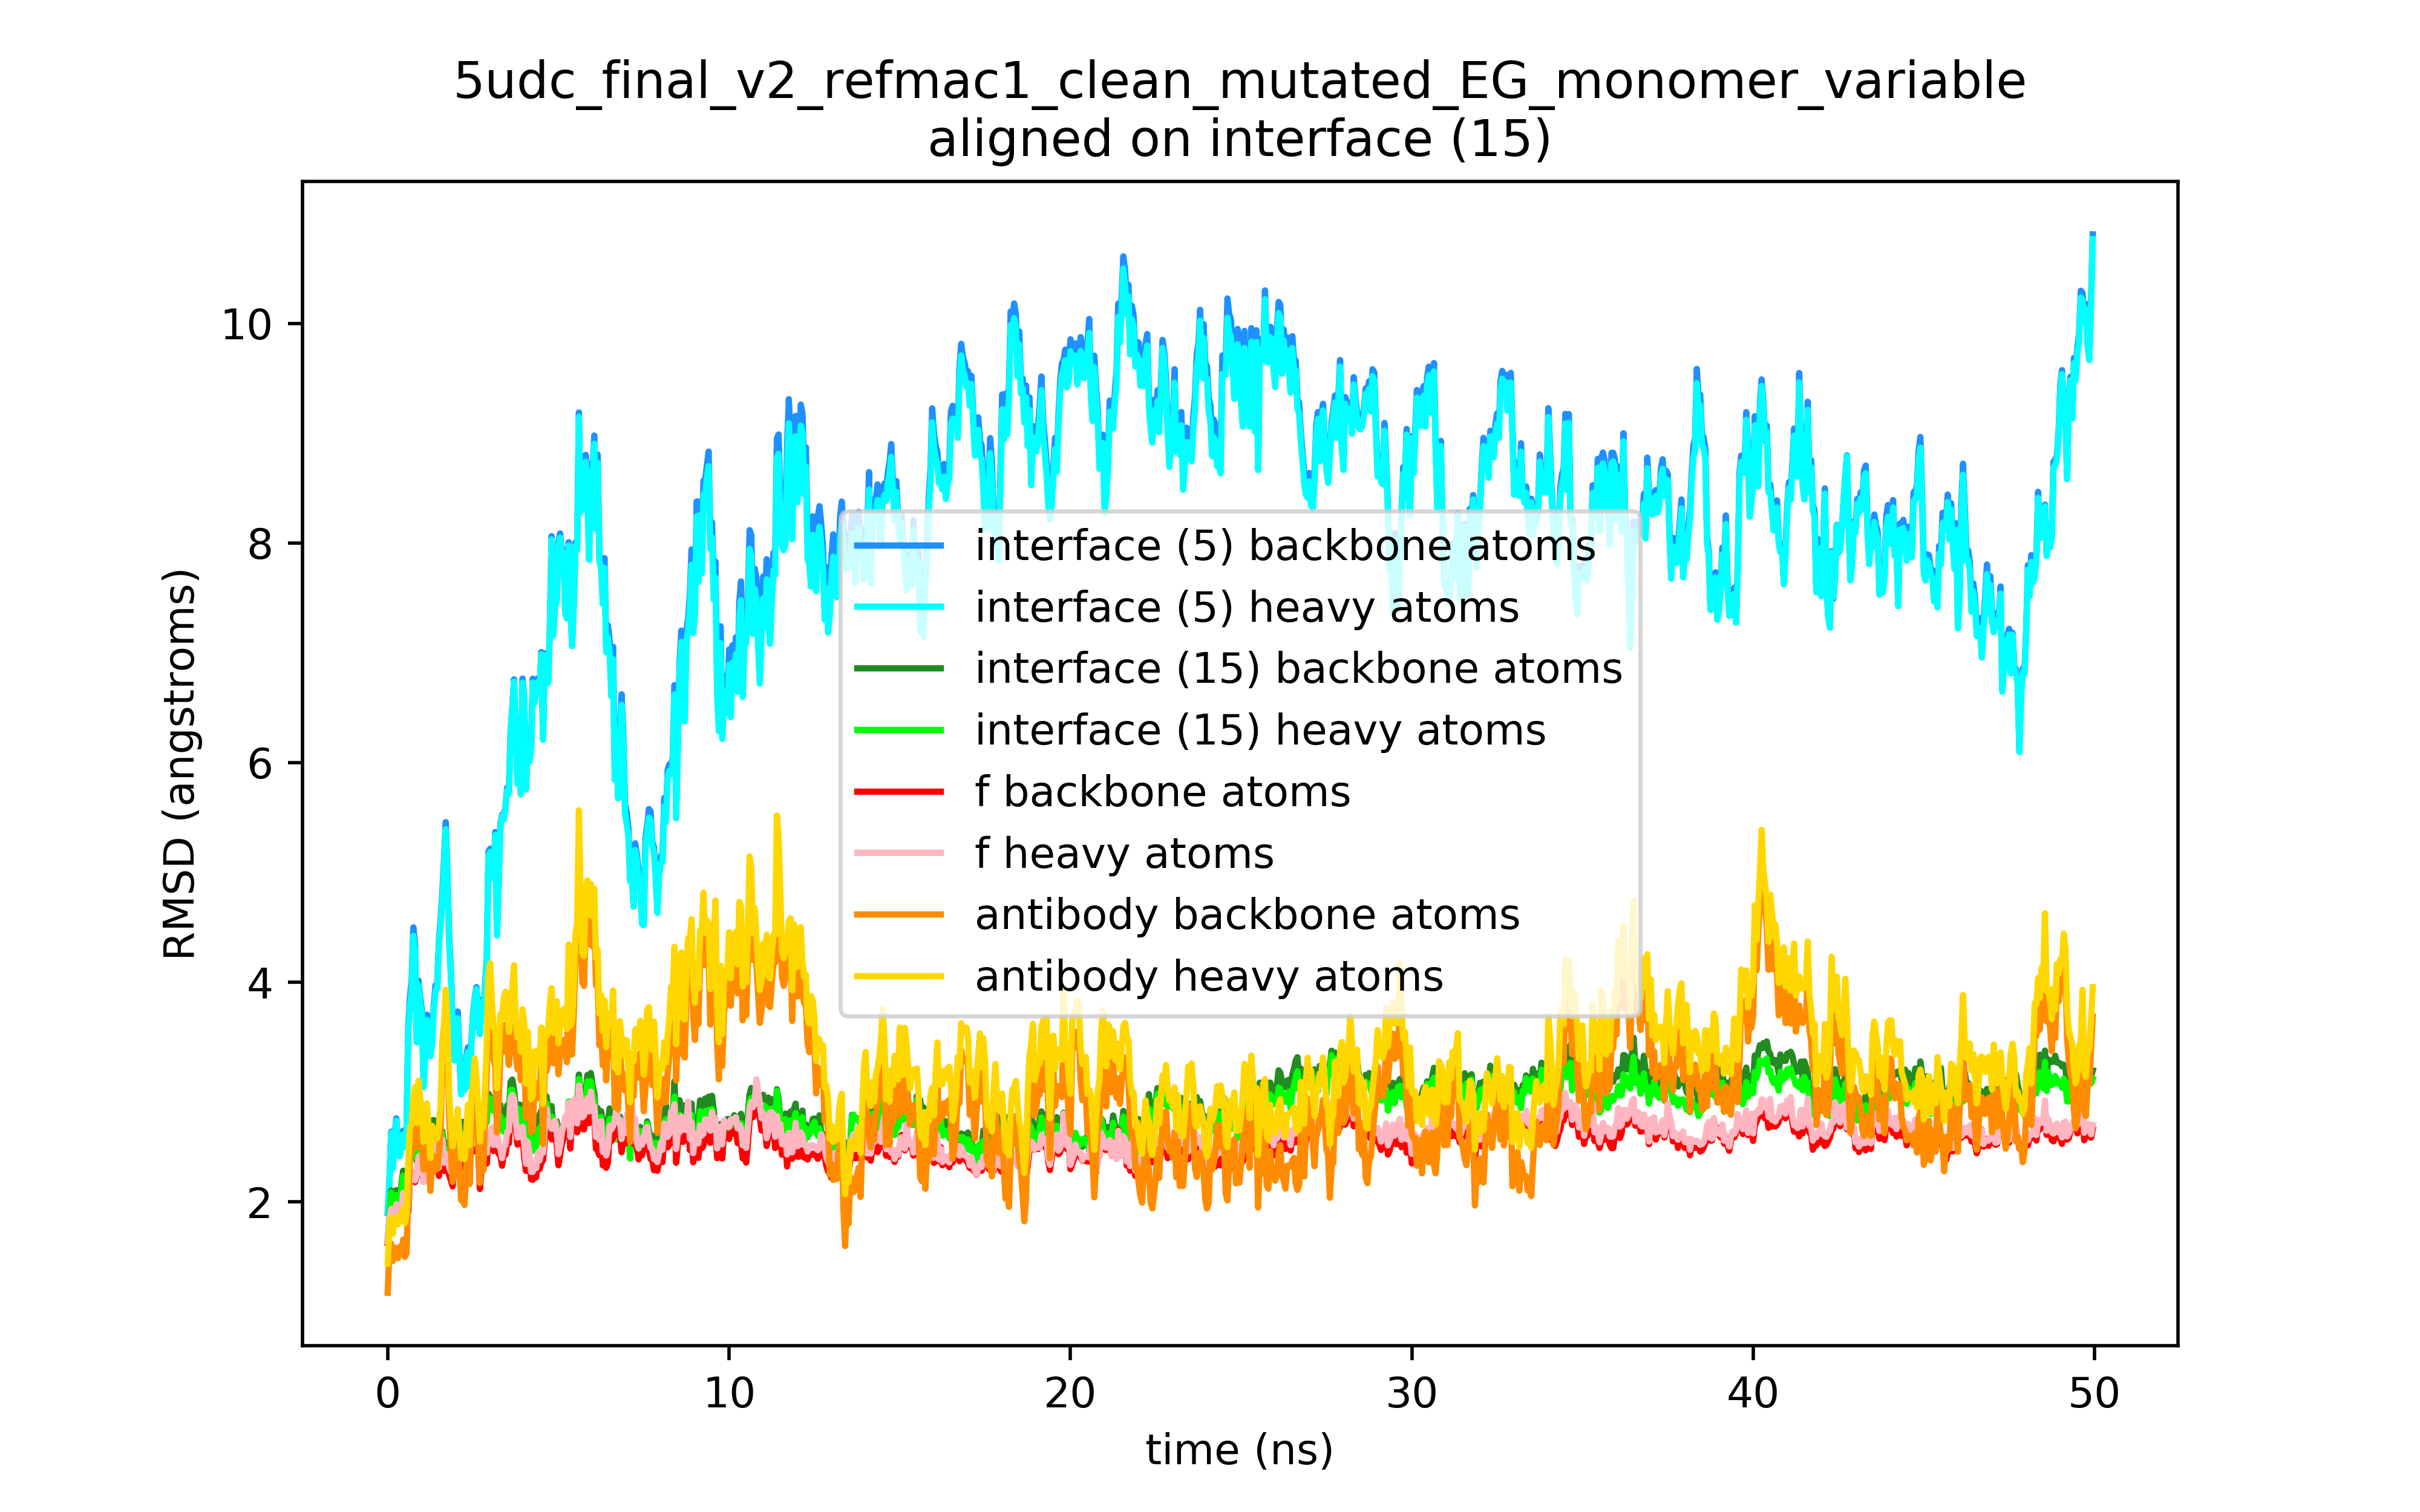 5udc_final_v2_refmac1_clean_mutated_EG_monomer_variable
aligned on interface (15)
RMSD (angstroms)
10
8
6
4
2
interface (5) backbone atoms
interface (5) heavy atoms
interface (15) backbone atoms
interface (15) heavy atoms
f backbone atoms
f heavy atoms
antibody backbone atoms
antibody heavy atoms
0 10 20 30 40 50
time (ns)